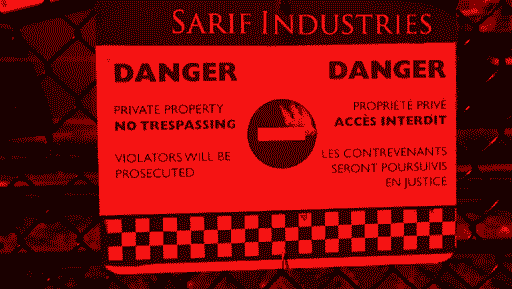 SARIF INDUSTRIES
DANGER
PRIVATE PROPERTY
NO TRESPASSING
VIOLATORS WILL BE
PROSECUTED
DANGER
PROPRIÉTÉ PRIVÉ
ACCÈS INTERDIT
LES CONTREVENANTS
SERONT POURSUIVIS
EN JUSTICE